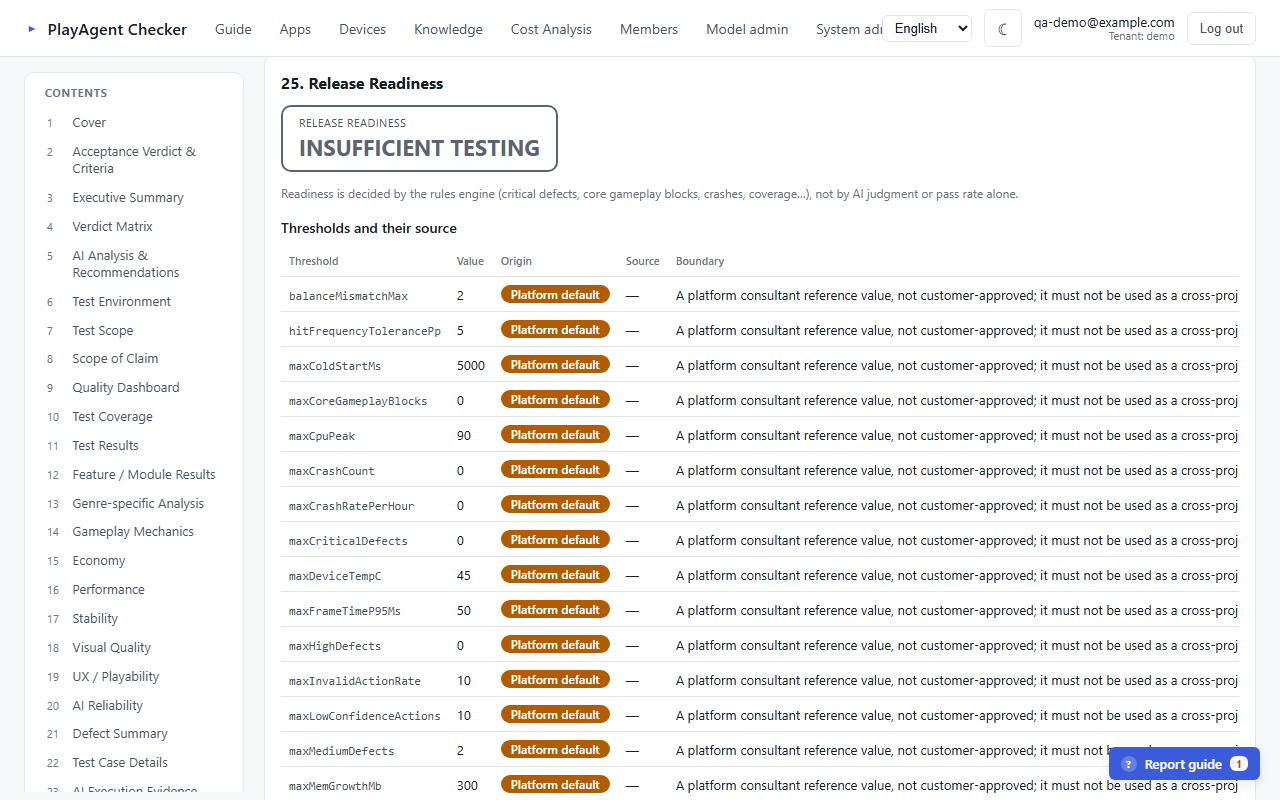 PlayAgent Checker Guide Apps Devices Knowledge Cost Analysis Members Model admin System adr English qa-demo@example.com Log out
Tenant: demo
CONTENTS
1 Cover
2 Acceptance Verdict &
Criteria
3 Executive Summary
4 Verdict Matrix
5 AI Analysis &
Recommendations
6 Test Environment
7 Test Scope
8 Scope of Claim
9 Quality Dashboard
10 Test Coverage
11 Test Results
12 Feature / Module Results
13 Genre-specific Analysis
14 Gameplay Mechanics
15 Economy
16 Performance
17 Stability
18 Visual Quality
19 UX / Playability
20 AI Reliability
21 Defect Summary
22 Test Case Details
23 AI Execution Evidence
25. Release Readiness
RELEASE READINESS
INSUFFICIENT TESTING
Readiness is decided by the rules engine (critical defects, core gameplay blocks, crashes, coverage…), not by AI judgment or pass rate alone.
Thresholds and their source
Threshold Value Origin Source Boundary
balanceMismatchMax 2 Platform default — A platform consultant reference value, not customer-approved; it must not be used as a cross-proj
hitFrequencyTolerancePp 5 Platform default — A platform consultant reference value, not customer-approved; it must not be used as a cross-proj
maxColdStartMs 5000 Platform default — A platform consultant reference value, not customer-approved; it must not be used as a cross-proj
maxCoreGameplayBlocks 0 Platform default — A platform consultant reference value, not customer-approved; it must not be used as a cross-proj
maxCpuPeak 90 Platform default — A platform consultant reference value, not customer-approved; it must not be used as a cross-proj
maxCrashCount 0 Platform default — A platform consultant reference value, not customer-approved; it must not be used as a cross-proj
maxCrashRatePerHour 0 Platform default — A platform consultant reference value, not customer-approved; it must not be used as a cross-proj
maxCriticalDefects 0 Platform default — A platform consultant reference value, not customer-approved; it must not be used as a cross-proj
maxDeviceTempC 45 Platform default — A platform consultant reference value, not customer-approved; it must not be used as a cross-proj
maxFrameTimeP95Ms 50 Platform default — A platform consultant reference value, not customer-approved; it must not be used as a cross-proj
maxHighDefects 0 Platform default — A platform consultant reference value, not customer-approved; it must not be used as a cross-proj
maxInvalidActionRate 10 Platform default — A platform consultant reference value, not customer-approved; it must not be used as a cross-proj
maxLowConfidenceActions 10 Platform default — A platform consultant reference value, not customer-approved; it must not be used as a cross-proj
maxMediumDefects 2 Platform default — A platform consultant reference value, not customer-approved; it must not
maxMemGrowthMb 300 Platform default — A platform consultant reference value, not customer-approved; it must not be used as a cross-proj
? Report guide 1